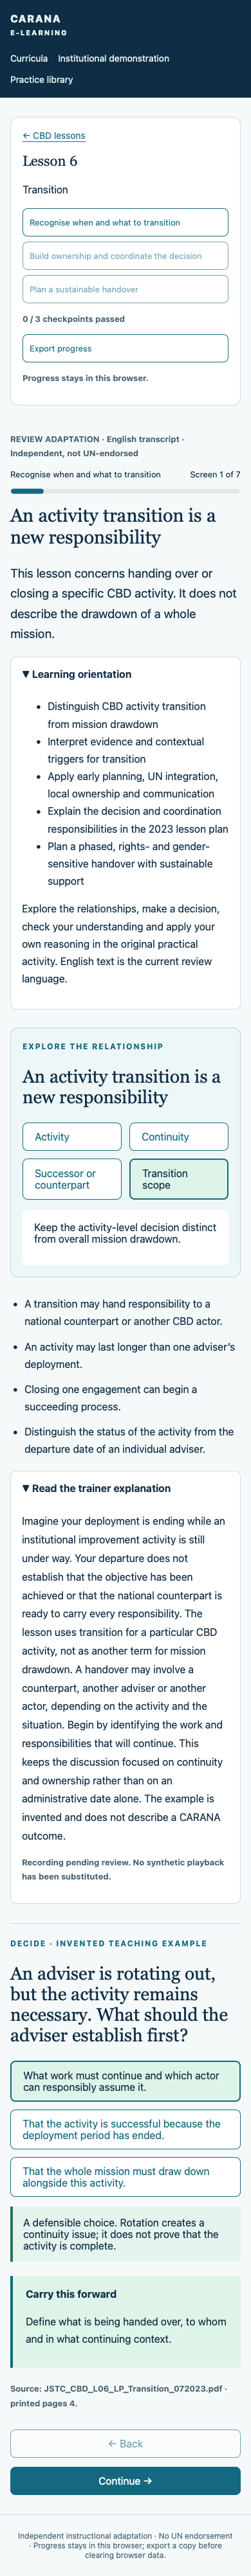 CARANA
E-LEARNING
Curricula Institutional demonstration
Practice library
← CBD lessons
Lesson 6
Transition
Recognise when and what to transition
Build ownership and coordinate the decision
Plan a sustainable handover
0 / 3 checkpoints passed
Export progress
Progress stays in this browser.
REVIEW ADAPTATION · English transcript ·
Independent, not UN-endorsed
Recognise when and what to transition Screen 1 of 7
An activity transition is a
new responsibility
This lesson concerns handing over or
closing a specific CBD activity. It does not
describe the drawdown of a whole
mission.
▼ Learning orientation
• Distinguish CBD activity transition
from mission drawdown
• Interpret evidence and contextual
triggers for transition
• Apply early planning, UN integration,
local ownership and communication
• Explain the decision and coordination
responsibilities in the 2023 lesson plan
• Plan a phased, rights- and gender-
sensitive handover with sustainable
support
Explore the relationships, make a decision,
check your understanding and apply your
own reasoning in the original practical
activity. English text is the current review
language.
EXPLORE THE RELATIONSHIP
An activity transition is a
new responsibility
Activity
Continuity
Successor or
counterpart
Transition
scope
Keep the activity-level decision distinct
from overall mission drawdown.
• A transition may hand responsibility to a
national counterpart or another CBD actor.
• An activity may last longer than one adviser's
deployment.
• Closing one engagement can begin a
succeeding process.
• Distinguish the status of the activity from the
departure date of an individual adviser.
▼ Read the trainer explanation
Imagine your deployment is ending while an
institutional improvement activity is still
under way. Your departure does not
establish that the objective has been
achieved or that the national counterpart is
ready to carry every responsibility. The
lesson uses transition for a particular CBD
activity, not as another term for mission
drawdown. A handover may involve a
counterpart, another adviser or another
actor, depending on the activity and the
situation. Begin by identifying the work and
responsibilities that will continue. This
keeps the discussion focused on continuity
and ownership rather than on an
administrative date alone. The example is
invented and does not describe a CARANA
outcome.
Recording pending review. No synthetic playback
has been substituted.
DECIDE · INVENTED TEACHING EXAMPLE
An adviser is rotating out,
but the activity remains
necessary. What should the
adviser establish first?
What work must continue and which actor
can responsibly assume it.
That the activity is successful because the
deployment period has ended.
That the whole mission must draw down
alongside this activity.
A defensible choice. Rotation creates a
continuity issue; it does not prove that the
activity is complete.
Carry this forward
Define what is being handed over, to whom
and in what continuing context.
Source: JSTC_CBD_L06_LP_Transition_072023.pdf ·
printed pages 4.
← Back
Continue →
Independent instructional adaptation · No UN endorsement
· Progress stays in this browser; export a copy before
clearing browser data.